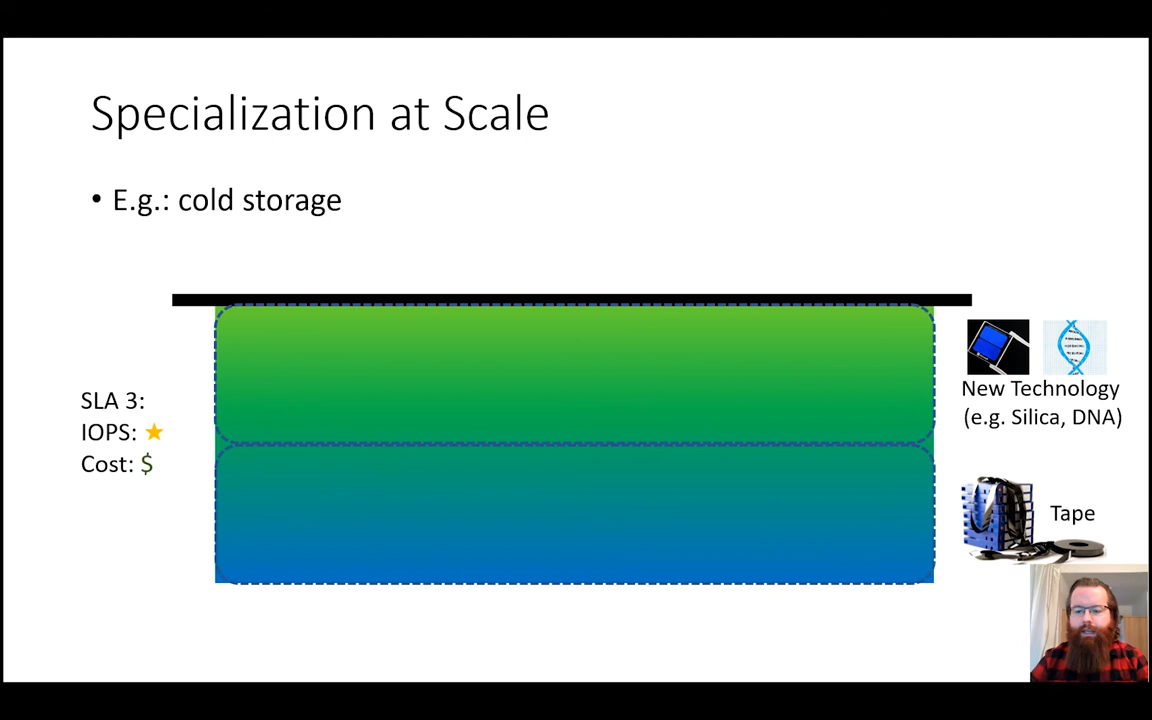 Specialization at Scale
• E.g.: cold storage
SLA 3:
IOPS: ★
Cost: $
New Technology
(e.g. Silica, DNA)
Tape